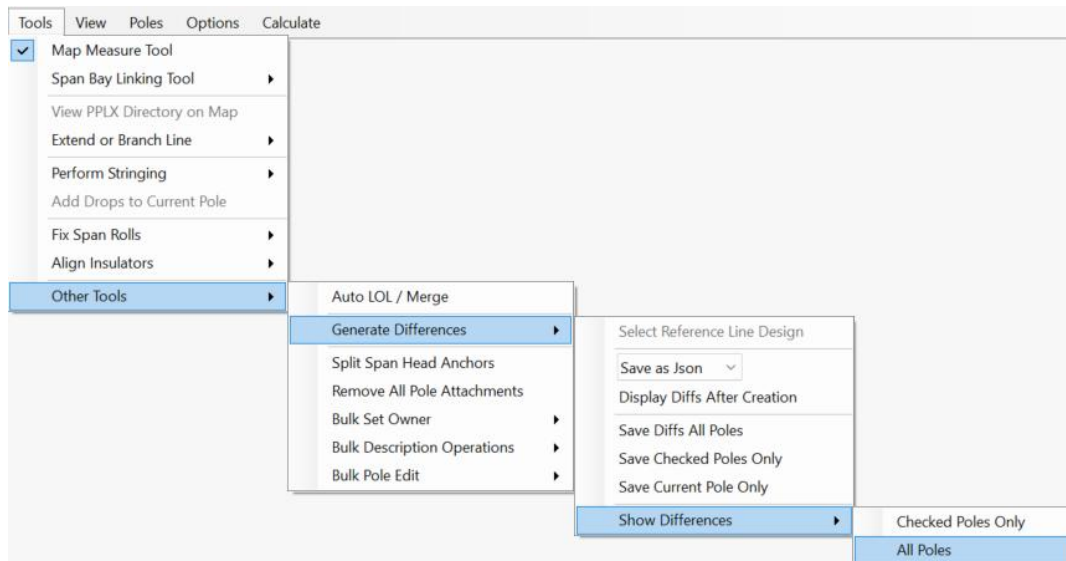 Tools View Poles Options Calculate
Map Measure Tool
Span Bay Linking Tool
View PPLX Directory on Map
Extend or Branch Line
Perform Stringing
Add Drops to Current Pole
Fix Span Rolls
Align Insulators
Other Tools
Auto LOL / Merge
Generate Differences
Split Span Head Anchors
Remove All Pole Attachments
Bulk Set Owner
Bulk Description Operations
Bulk Pole Edit
Select Reference Line Design
Save as Json
Display Diffs After Creation
Save Diffs All Poles
Save Checked Poles Only
Save Current Pole Only
Show Differences
Checked Poles Only
All Poles